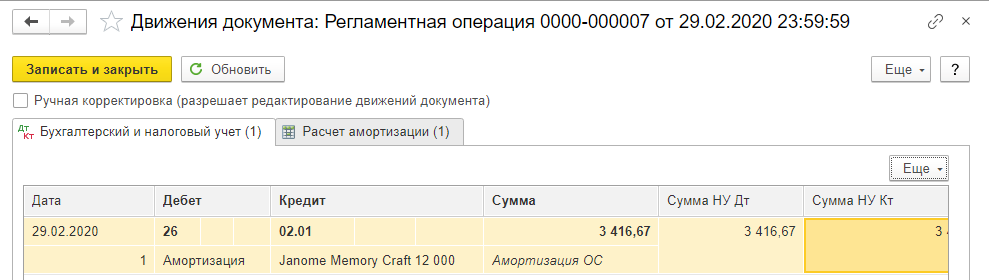 Движения документа: Регламентная операция 0000-000007 от 29.02.2020 23:59:59
Записать и закрыть Обновить Еще ?
Ручная корректировка (разрешает редактирование движений документа)
Дт Кт Бухгалтерский и налоговый учет (1) Расчет амортизации (1)
Еще
Дата Дебет Кредит Сумма Сумма НУ Дт Сумма НУ Кт
29.02.2020 26 02.01 3 416,67 3 416,67 3
1 Амортизация Janome Memory Craft 12 000 Амортизация ОС